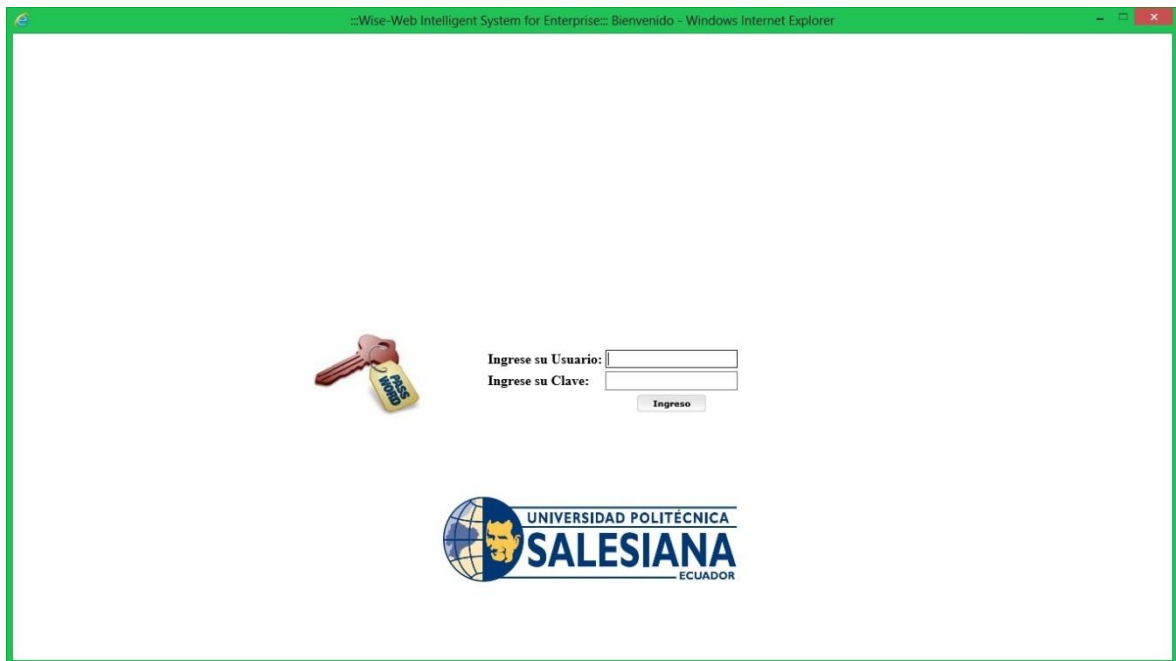 :::Wise-Web Intelligent System for Enterprise::: Bienvenido - Windows Internet Explorer
Ingrese su Usuario:
PASS
WORD
Ingrese su Clave:
Ingreso
UNIVERSIDAD POLITÉCNICA
SALESIANA
ECUADOR